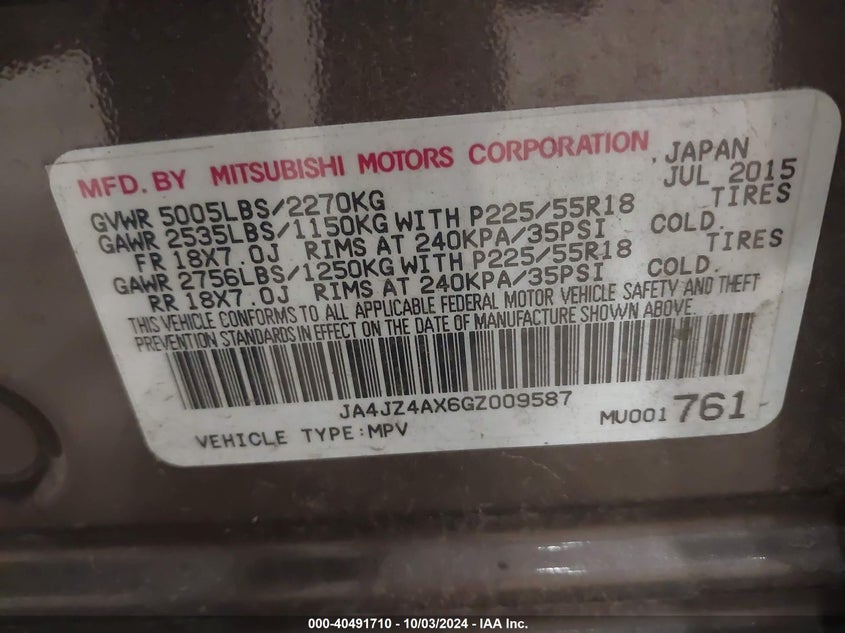 MFD. BY MITSUBISHI MOTORS CORPORATION , JAPAN
JUL 2015
GVWR 5005LBS/2270KG
GAWR 2535LBS/1150KG WITH P225/55R18 TIRES
FR 18X7.0J RIMS AT 240KPA/35PSI COLD.
GAWR 2756LBS/1250KG WITH P225/55R18 TIRES
RR 18X7.0J RIMS AT 240KPA/35PSI COLD.
THIS VEHICLE CONFORMS TO ALL APPLICABLE FEDERAL MOTOR VEHICLE SAFETY AND THEFT
PREVENTION STANDARDS IN EFFECT ON THE DATE OF MANUFACTURE SHOWN ABOVE.
JA4JZ4AX6GZ009587
VEHICLE TYPE:MPV MU001 761
000-40491710 - 10/03/2024 - IAA Inc.